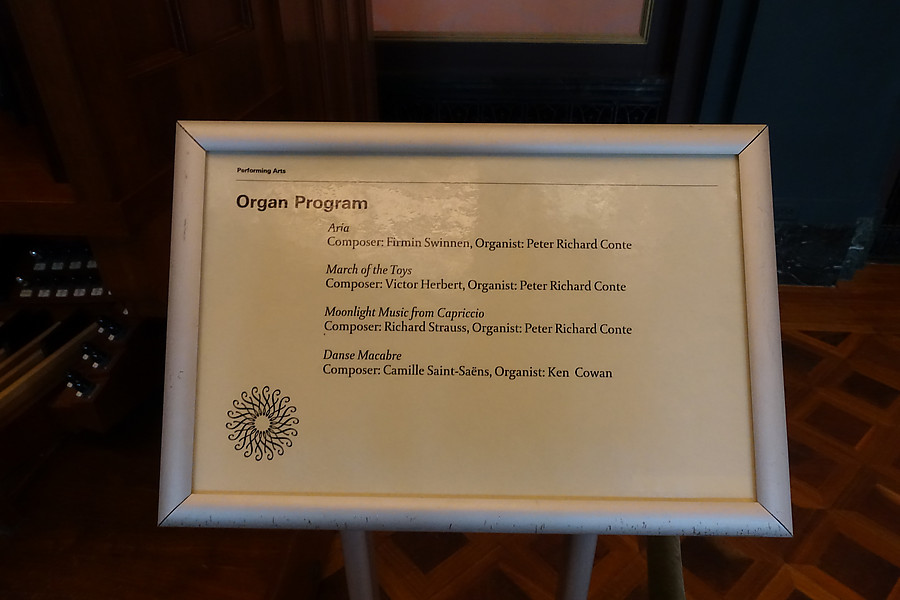 Performing Arts
Organ Program
Aria
Composer: Firmin Swinnen, Organist: Peter Richard Conte
March of the Toys
Composer: Victor Herbert, Organist: Peter Richard Conte
Moonlight Music from Capriccio
Composer: Richard Strauss, Organist: Peter Richard Conte
Danse Macabre
Composer: Camille Saint-Saëns, Organist: Ken Cowan